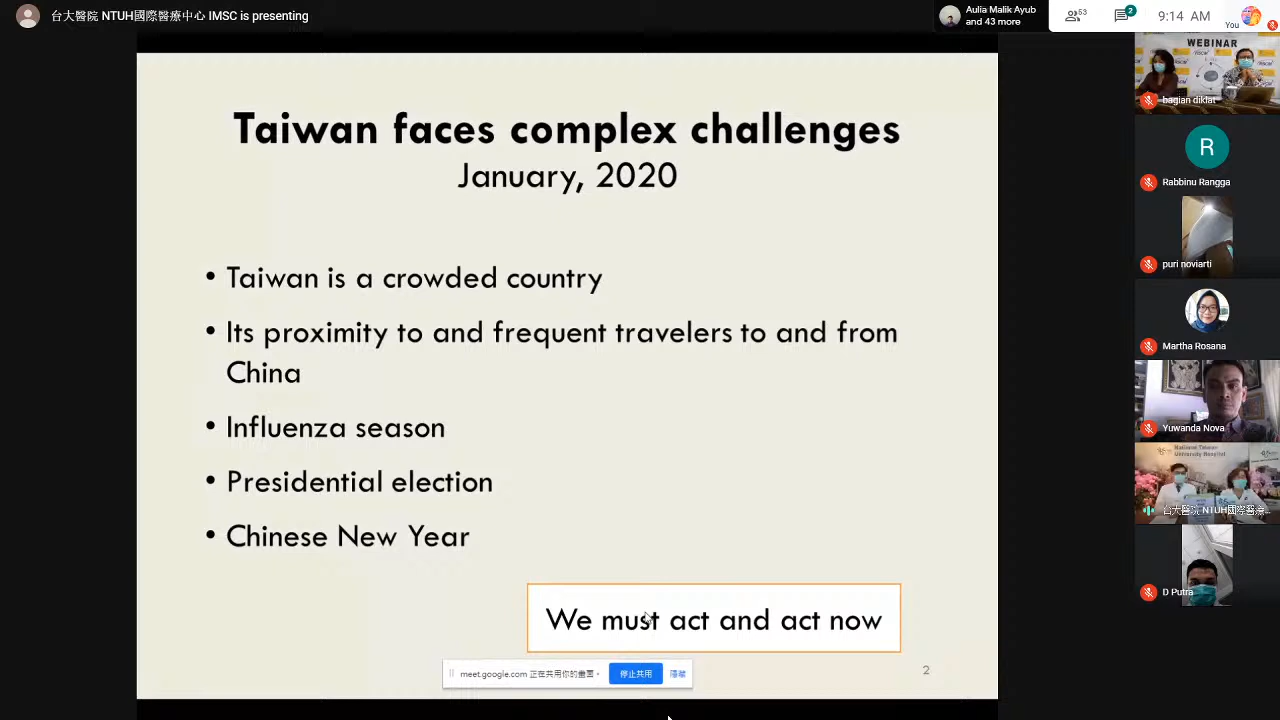 台大醫院 NTUH國際醫療中心 IMSC is presenting
Aulia Malik Ayub
and 43 more
53
2
9:14 AM
You
Taiwan faces complex challenges
January, 2020
• Taiwan is a crowded country
• Its proximity to and frequent travelers to and from
China
• Influenza season
• Presidential election
• Chinese New Year
We must act and act now
meet.google.com 正在共用你的畫面。
停止共用
隱藏
2
WEBINAR
bagian diklat
R
Rabbinu Rangga
puri noviarti
Martha Rosana
Yuwanda Nova
National Taiwan
University Hospital
台大醫院 NTUH國際醫療...
D Putra